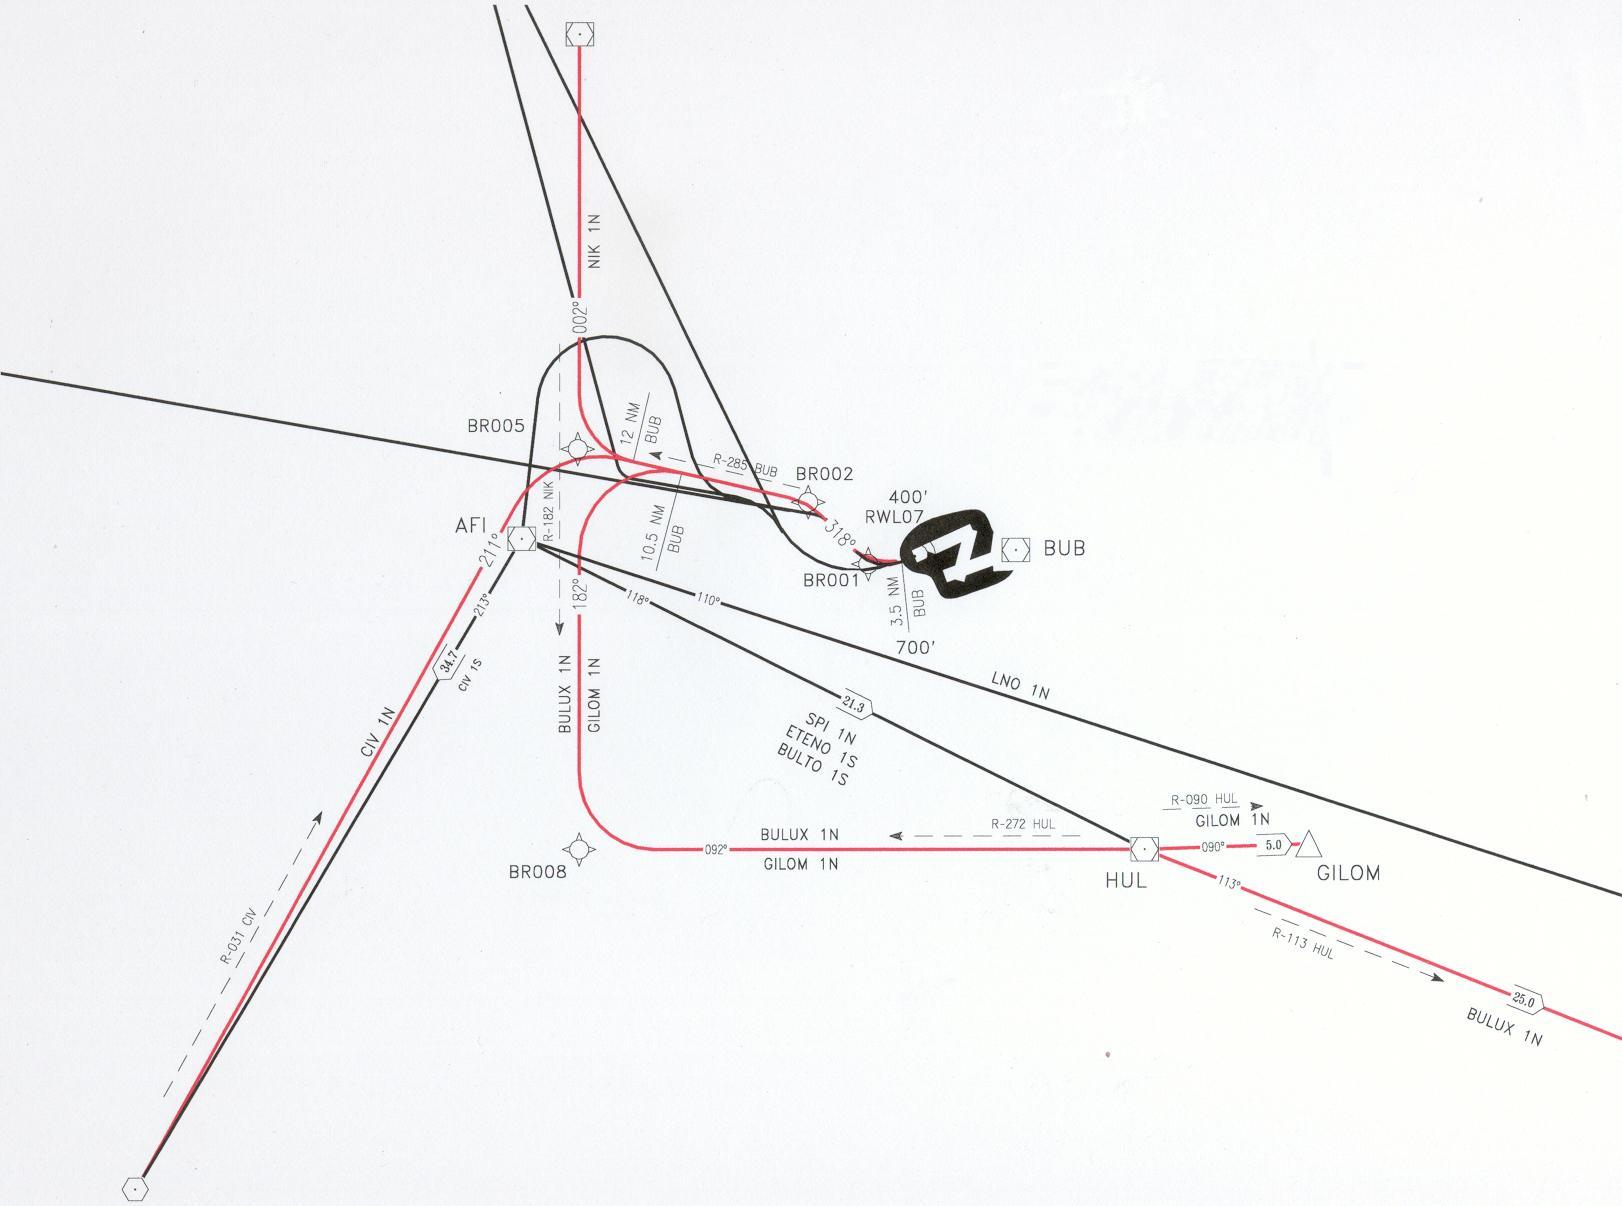 NIK 1N
002°
BR005
12 NM
BUB
R-285 BUB
BR002
400'
RWL07
R-182 NIK
AFI
211°
10.5 NM
BUB
318°
BUB
BR001
3.5 NM
BUB
700'
213°
182°
118°
110°
34.7
CIV 1S
LNO 1N
BULUX 1N
GILOM 1N
21.3
SPI 1N
ETENO 1S
BULTO 1S
CIV 1N
R-090 HUL
GILOM 1N
R-272 HUL
BULUX 1N
092°
GILOM 1N
090°
5.0
GILOM
BR008
HUL
113°
R-031 CIV
R-113 HUL
25.0
BULUX 1N